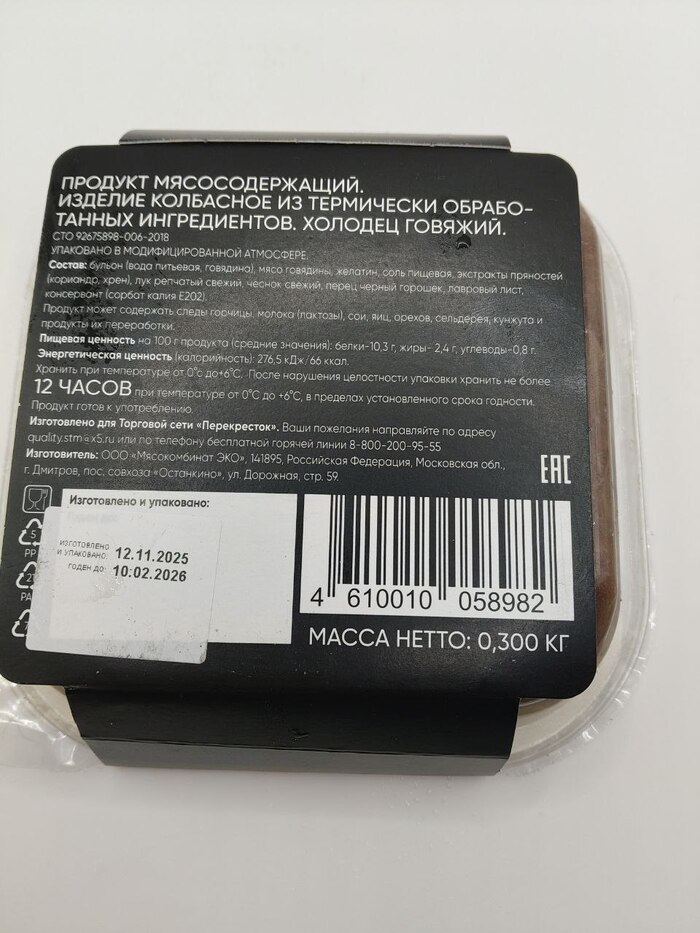 ПРОДУКТ МЯСОСОДЕРЖАЩИЙ.
ИЗДЕЛИЕ КОЛБАСНОЕ ИЗ ТЕРМИЧЕСКИ ОБРАБО-
ТАННЫХ ИНГРЕДИЕНТОВ. ХОЛОДЕЦ ГОВЯЖИЙ.
СТО 92675898-006-2018
УПАКОВАНО В МОДИФИЦИРОВАННОЙ АТМОСФЕРЕ.
Состав: бульон (вода питьевая, говядина), мясо говядины, желатин, соль пищевая, экстракты пряностей
(кориандр, хрен), лук репчатый свежий, чеснок свежий, перец черный горошек, лавровый лист,
консервант (сорбат калия Е202).
Продукт может содержать следы горчицы, молока (лактозы), сои, яиц, орехов, сельдерея, кунжута и
продукты их переработки.
Пищевая ценность на 100 г продукта (средние значения): белки-10,3 г, жиры- 2,4 г, углеводы-0,8 г.
Энергетическая ценность (калорийность): 276,5 кДж/66 ккал.
Хранить при температуре от 0°с до+6°С. После нарушения целостности упаковки хранить не более
12 ЧАСОВ при температуре от 0°С до +6°С, в пределах установленного срока годности.
Продукт готов к употреблению.
Изготовлено для Торговой сети «Перекресток». Ваши пожелания направляйте по адресу
quality.stm@x5.ru или по телефону бесплатной горячей линии 8-800-200-95-55
Изготовитель: ООО «Мясокомбинат ЭКО», 141895, Российская Федерация, Московская обл.,
г. Дмитров, пос. совхоза «Останкино», ул. Дорожная, стр. 59.
EAC
Изготовлено и упаковано:
ИЗГОТОВЛЕНО
И УПАКОВАНО: 12.11.2025
ГОДЕН ДО: 10.02.2026
5
PP
4 610010 058982
МАССА НЕТТО: 0,300 КГ